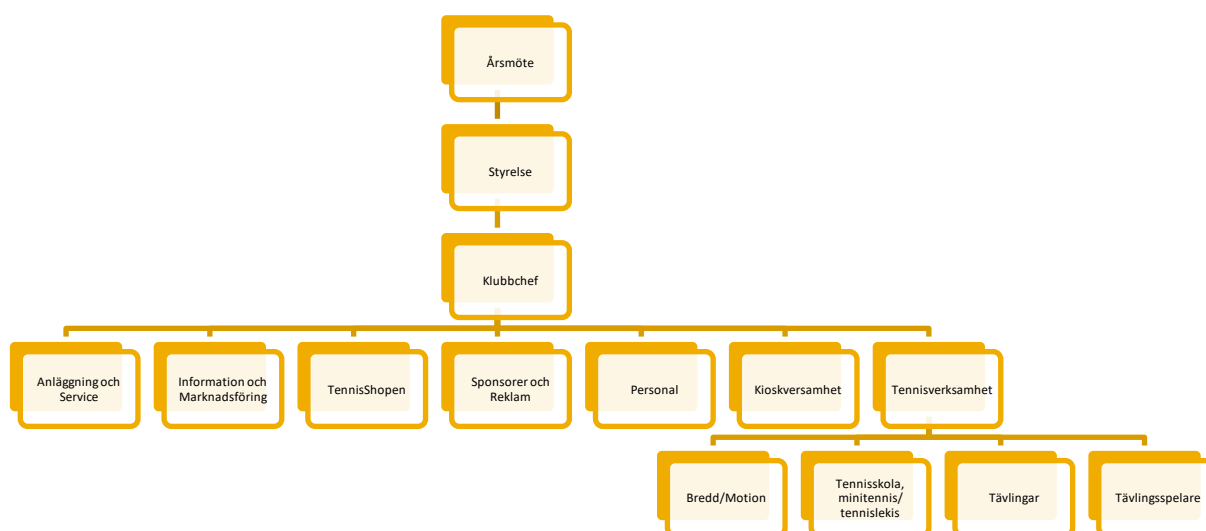 Årsmöte
Styrelse
Klubbchef
Anläggning och
Service
Information och
Marknadsföring
TennisShopen
Sponsorer och
Reklam
Personal
Kioskversamhet
Tennisverksamhet
Bredd/Motion
Tennisskola,
minitennis/
tennislekis
Tävlingar
Tävlingsspelare